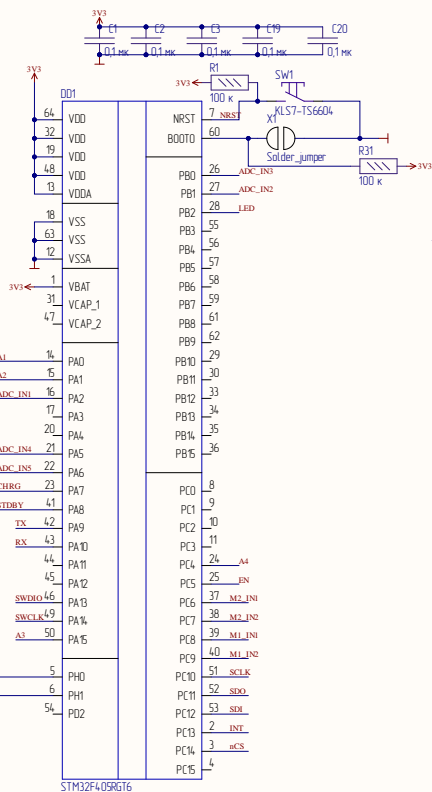 3V3
C1 C2 C3 C19 C20
0,1 мк 0,1 мк 0,1 мк 0,1 мк 0,1 мк
3V3
R1
3V3
100 к
SW1
KLS7-TS6604
DD1
64 VDD
32 VDD
19 VDD
48 VDD
13 VDDA
18 VSS
63 VSS
12 VSSA
3V3 1 VBAT
31 VCAP_1
47 VCAP_2
A1 14 PA0
A2 15 PA1
ADC_IN1 16 PA2
17 PA3
20 PA4
ADC_IN4 21 PA5
ADC_IN5 22 PA6
CHRG 23 PA7
STDBY 41 PA8
TX 42 PA9
RX 43 PA10
44 PA11
45 PA12
SWDIO 46 PA13
SWCLK 49 PA14
A3 50 PA15
5 PH0
6 PH1
54 PD2
NRST 7 NRST
BOOT0 60
X1
Solder_jumper
R31
3V3
100 к
PB0 26 ADC_IN3
PB1 27 ADC_IN2
PB2 28 LED
PB3 55
PB4 56
PB5 57
PB6 58
PB7 59
PB8 61
PB9 62
PB10 29
PB11 30
PB12 33
PB13 34
PB14 35
PB15 36
PC0 8
PC1 9
PC2 10
PC3 11
PC4 24 A4
PC5 25 EN
PC6 37 M2_IN1
PC7 38 M2_IN2
PC8 39 M1_IN1
PC9 40 M1_IN2
PC10 51 SCLK
PC11 52 SDO
PC12 53 SDI
PC13 2 INT
PC14 3 nCS
PC15 4
STM32F405RGT6